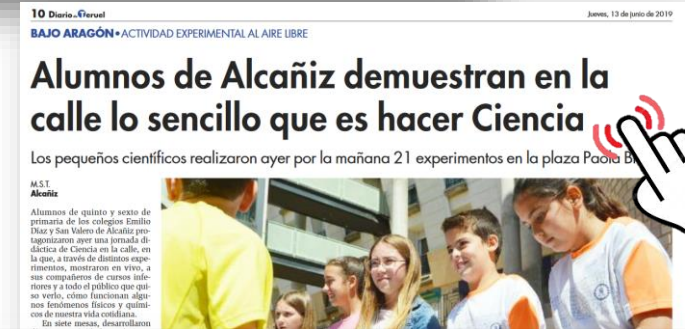 10 Diario de Teruel
Jueves, 13 de junio de 2019
BAJO ARAGÓN • ACTIVIDAD EXPERIMENTAL AL AIRE LIBRE
Alumnos de Alcañiz demuestran en la
calle lo sencillo que es hacer Ciencia
Los pequeños científicos realizaron ayer por la mañana 21 experimentos en la plaza Paola
M.S.T.
Alcañiz
Alumnos de quinto y sexto de
primaria de los colegios Emilio
Díaz y San Valero de Alcañiz pro-
tagonizaron ayer una jornada di-
dáctica de Ciencia en la calle, en
la que, a través de distintos expe-
rimentos, mostraron en vivo, a
sus compañeros de cursos infe-
riores y a todo el público que qui-
so verlo, cómo funcionan algu-
nos fenómenos físicos y quími-
cos de nuestra vida cotidiana.
En siete mesas, desarrollaron